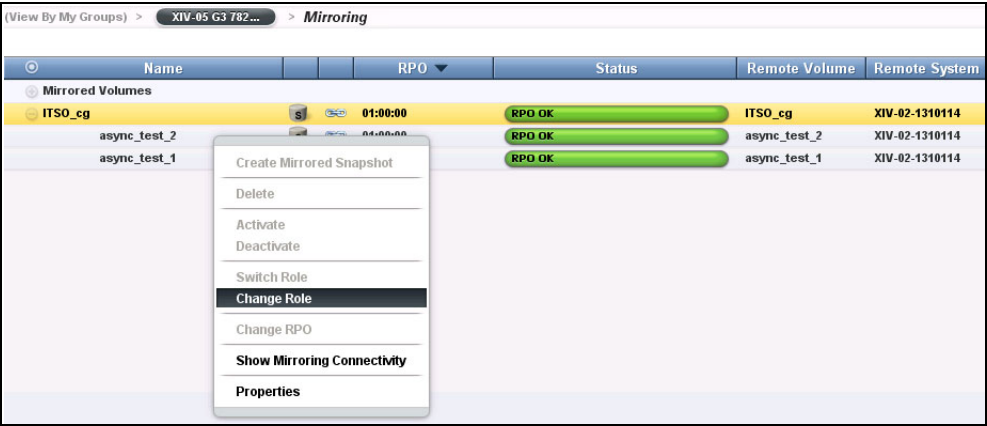 (View By My Groups) > XIV-05 G3 782... > Mirroring
Name RPO Status Remote Volume Remote System
Mirrored Volumes
ITSO_cg S 01:00:00 RPO OK ITSO_cg XIV-02-1310114
async_test_2 01:00:00 RPO OK async_test_2 XIV-02-1310114
async_test_1 RPO OK async_test_1 XIV-02-1310114
Create Mirrored Snapshot
Delete
Activate
Deactivate
Switch Role
Change Role
Change RPO
Show Mirroring Connectivity
Properties